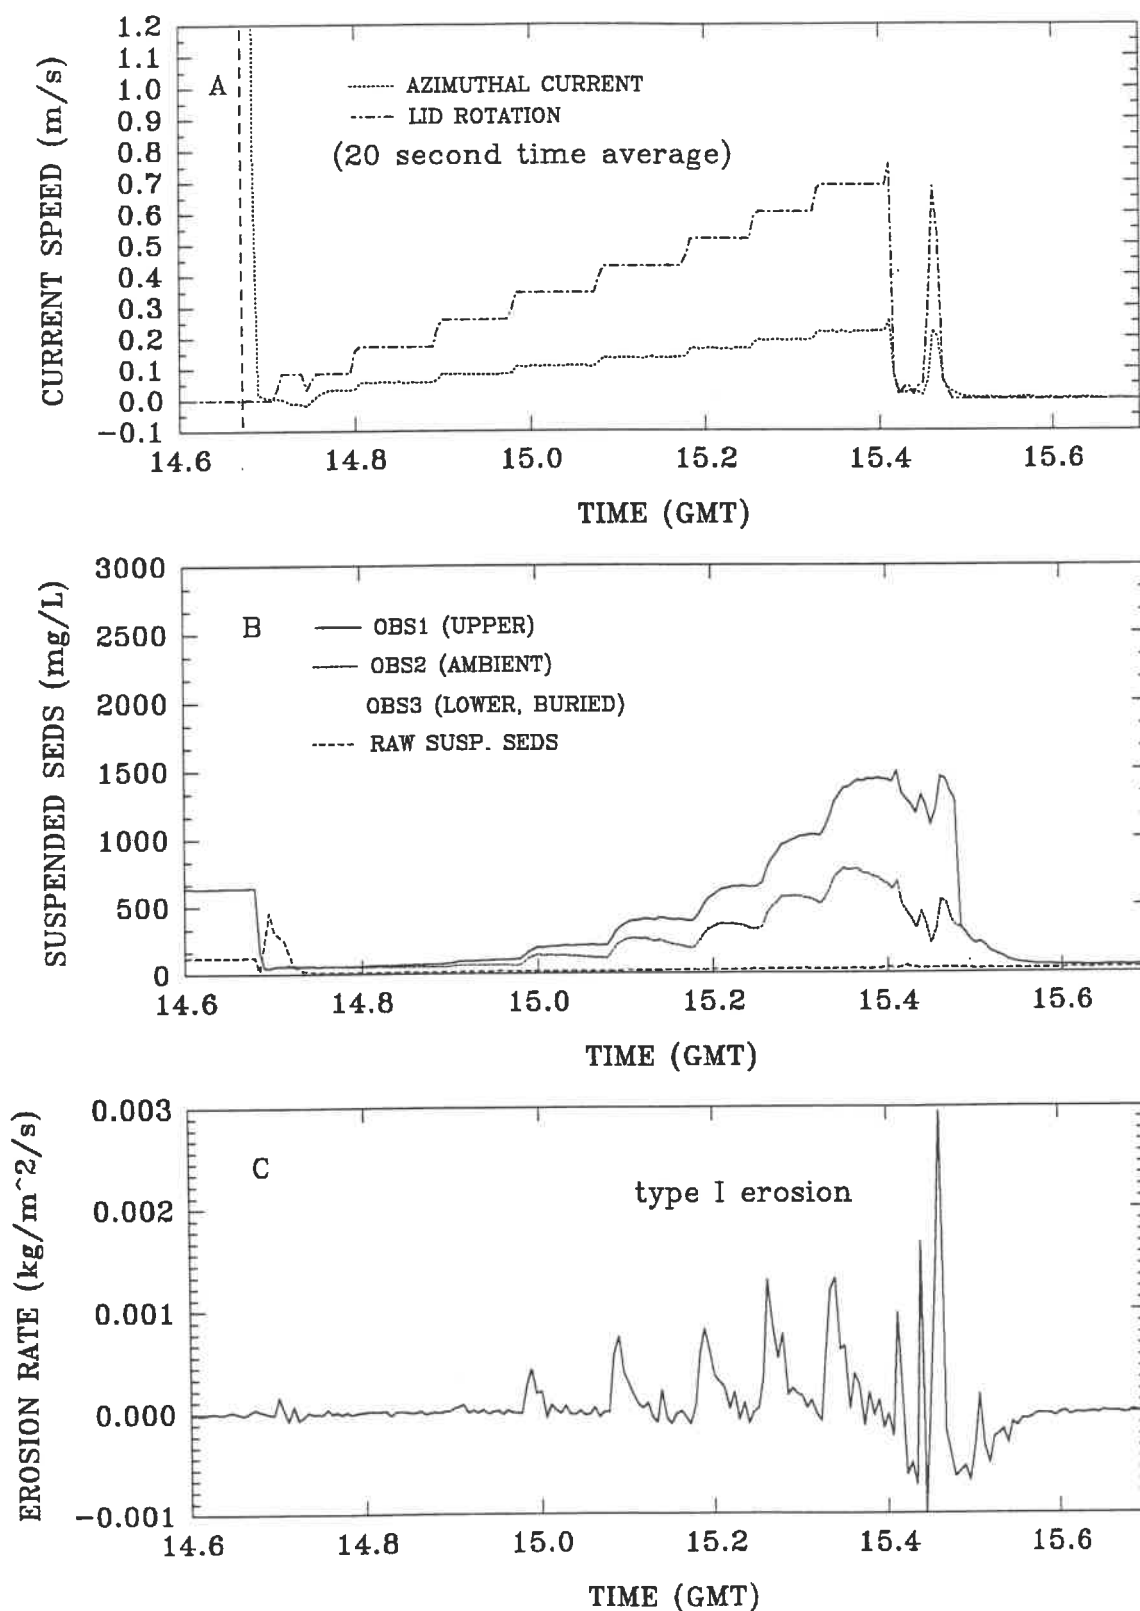 1.2
1.1
1.0
0.9
0.8
0.7
0.6
0.5
0.4
0.3
0.2
0.1
0.0
−0.1
CURRENT SPEED (m/s)
A
AZIMUTHAL CURRENT
LID ROTATION
(20 second time average)
14.6 14.8 15.0 15.2 15.4 15.6
TIME (GMT)
3000
2500
2000
1500
1000
500
0
SUSPENDED SEDS (mg/L)
B
OBS1 (UPPER)
OBS2 (AMBIENT)
OBS3 (LOWER, BURIED)
RAW SUSP. SEDS
14.6 14.8 15.0 15.2 15.4 15.6
TIME (GMT)
0.003
0.002
0.001
0.000
−0.001
EROSION RATE (kg/m^2/s)
C
type I erosion
14.6 14.8 15.0 15.2 15.4 15.6
TIME (GMT)